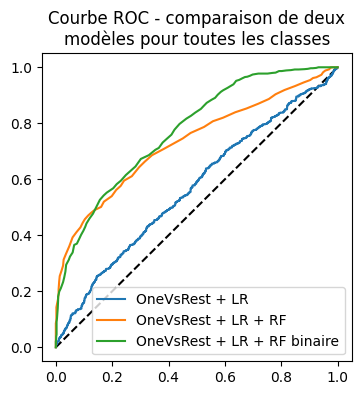 Courbe ROC - comparaison de deux
modèles pour toutes les classes
1.0
0.8
0.6
0.4
0.2
0.0
OneVsRest + LR
OneVsRest + LR + RF
OneVsRest + LR + RF binaire
0.0 0.2 0.4 0.6 0.8 1.0